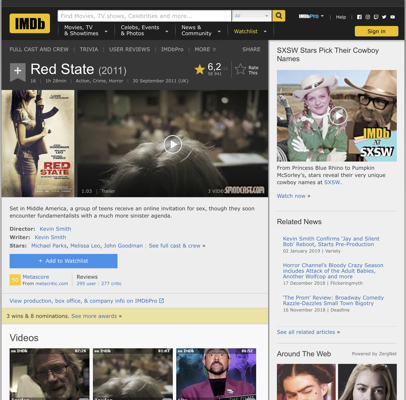 IMDb
Find Movies, TV shows, Celebrities and more...
All
IMDbPro
Help
Movies, TV & Showtimes
Celebs, Events & Photos
News & Community
Watchlist
Sign in
FULL CAST AND CREW | TRIVIA | USER REVIEWS | IMDbPro | MORE
SHARE
Red State (2011)
6,2
Rate This
16 | 1h 28min | Action, Crime, Horror | 30 September 2011 (UK)
RED STATE
1:03 | Trailer
3 VIDEO
SPINOOTCH.COM
Set in Middle America, a group of teens receive an online invitation for sex, though they soon
encounter fundamentalists with a much more sinister agenda.
Director: Kevin Smith
Writer: Kevin Smith
Stars: Michael Parks, Melissa Leo, John Goodman | See full cast & crew »
+ Add to Watchlist
Metascore
From metacritic.com
Reviews
295 user | 277 critic
View production, box office, & company info on IMDbPro
3 wins & 8 nominations. See more awards »
Videos
SXSW Stars Pick Their Cowboy
Names
IMDb
AT
SXSW
From Princess Blue Rhino to Pumpkin
McSorley's, stars reveal their very unique
cowboy names at SXSW.
Watch now »
Related News
Kevin Smith Confirms 'Jay and Silent
Bob' Reboot, Starts Pre-Production
02 January 2019 | Variety
Horror Channel's Bloody Crazy Season
includes Attack of the Adult Babies,
Another Wolfcop and more
17 December 2018 | Flickeringmyth
'The Prom' Review: Broadway Comedy
Razzle-Dazzles Small Town Bigotry
16 November 2018 | Deadline
See all related articles »
Around The Web
Powered by ZergNet